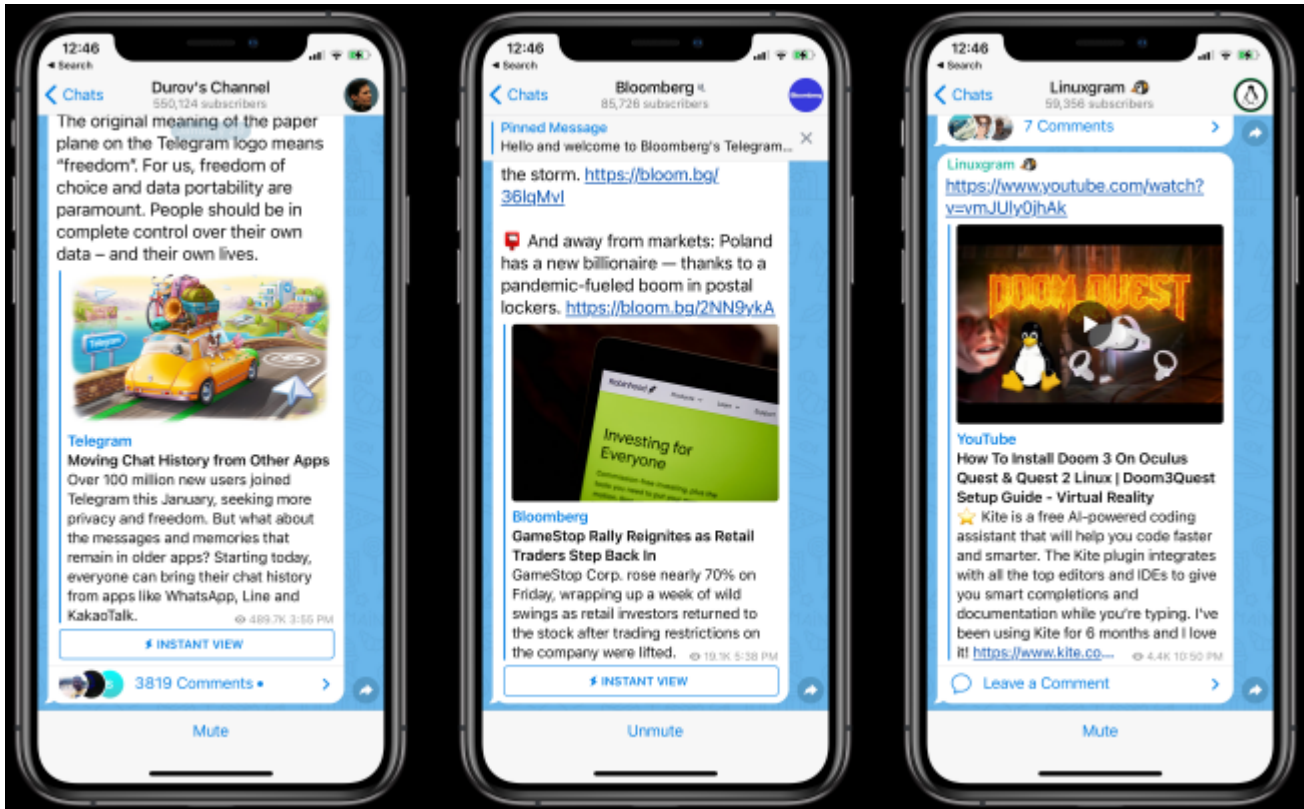 12:46
Search
Chats
Durov's Channel
550,124 subscribers
The original meaning of the paper
plane on the Telegram logo means
“freedom”. For us, freedom of
choice and data portability are
paramount. People should be in
complete control over their own
data – and their own lives.
Telegram
Telegram
Moving Chat History from Other Apps
Over 100 million new users joined
Telegram this January, seeking more
privacy and freedom. But what about
the messages and memories that
remain in older apps? Starting today,
everyone can bring their chat history
from apps like WhatsApp, Line and
KakaoTalk.
489.7K 3:55 PM
INSTANT VIEW
3819 Comments
Mute
12:46
Search
Chats
Bloomberg
85,726 subscribers
Bloomberg
Pinned Message
Hello and welcome to Bloomberg's Telegram...
the storm. https://bloom.bg/
36lqMvI
📮 And away from markets: Poland
has a new billionaire — thanks to a
pandemic-fueled boom in postal
lockers. https://bloom.bg/2NN9ykA
Robinhood
Products
Learn
Support
Investing for
Everyone
Bloomberg
GameStop Rally Reignites as Retail
Traders Step Back In
GameStop Corp. rose nearly 70% on
Friday, wrapping up a week of wild
swings as retail investors returned to
the stock after trading restrictions on
the company were lifted.
19.1K 5:38 PM
INSTANT VIEW
Unmute
12:46
Search
Chats
Linuxgram 🐧
59,356 subscribers
7 Comments
Linuxgram 🐧
https://www.youtube.com/watch?
v=vmJUIy0jhAk
DOOM QUEST
YouTube
How To Install Doom 3 On Oculus
Quest & Quest 2 Linux | Doom3Quest
Setup Guide - Virtual Reality
⭐ Kite is a free AI-powered coding
assistant that will help you code faster
and smarter. The Kite plugin integrates
with all the top editors and IDEs to give
you smart completions and
documentation while you're typing. I've
been using Kite for 6 months and I love
it! https://www.kite.co....
4.4K 10:50 PM
Leave a Comment
Mute